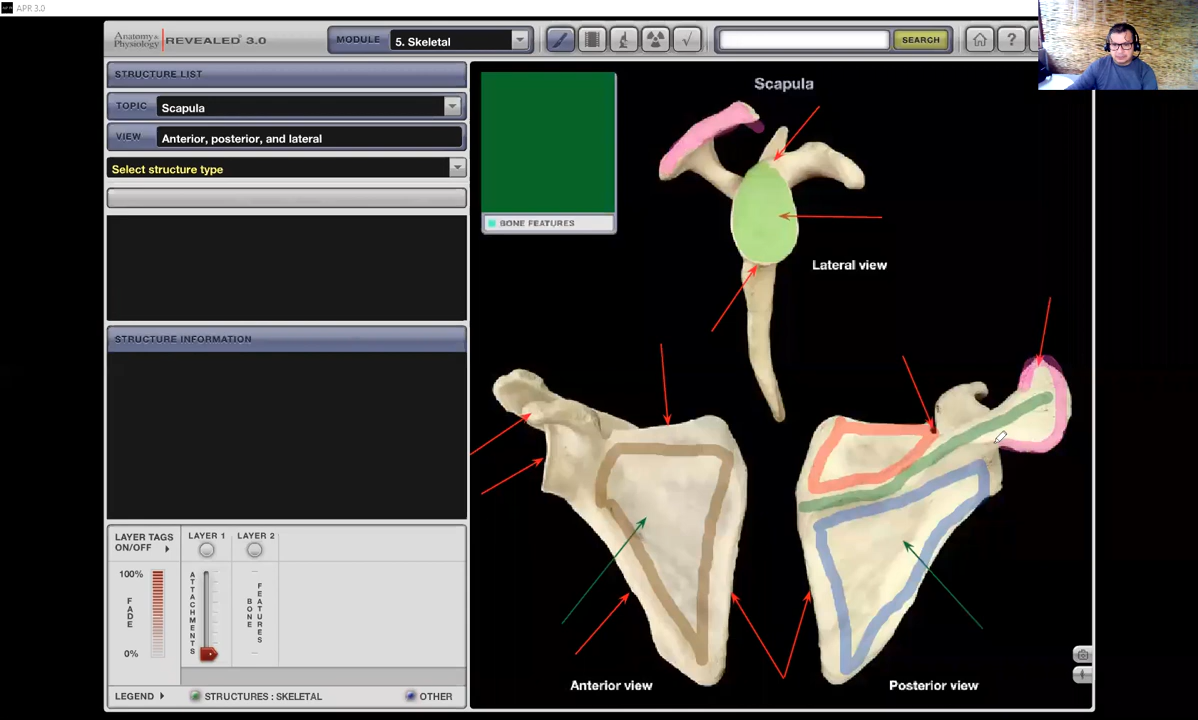 APR 3.0
Anatomy & Physiology | REVEALED® 3.0
MODULE 5. Skeletal
SEARCH
?
STRUCTURE LIST
TOPIC Scapula
VIEW Anterior, posterior, and lateral
Select structure type
STRUCTURE INFORMATION
BONE FEATURES
Scapula
Lateral view
Anterior view
Posterior view
LAYER TAGS ON/OFF
LAYER 1
LAYER 2
100%
FADE
0%
ATTACHMENTS
BONE FEATURES
LEGEND
STRUCTURES : SKELETAL
OTHER